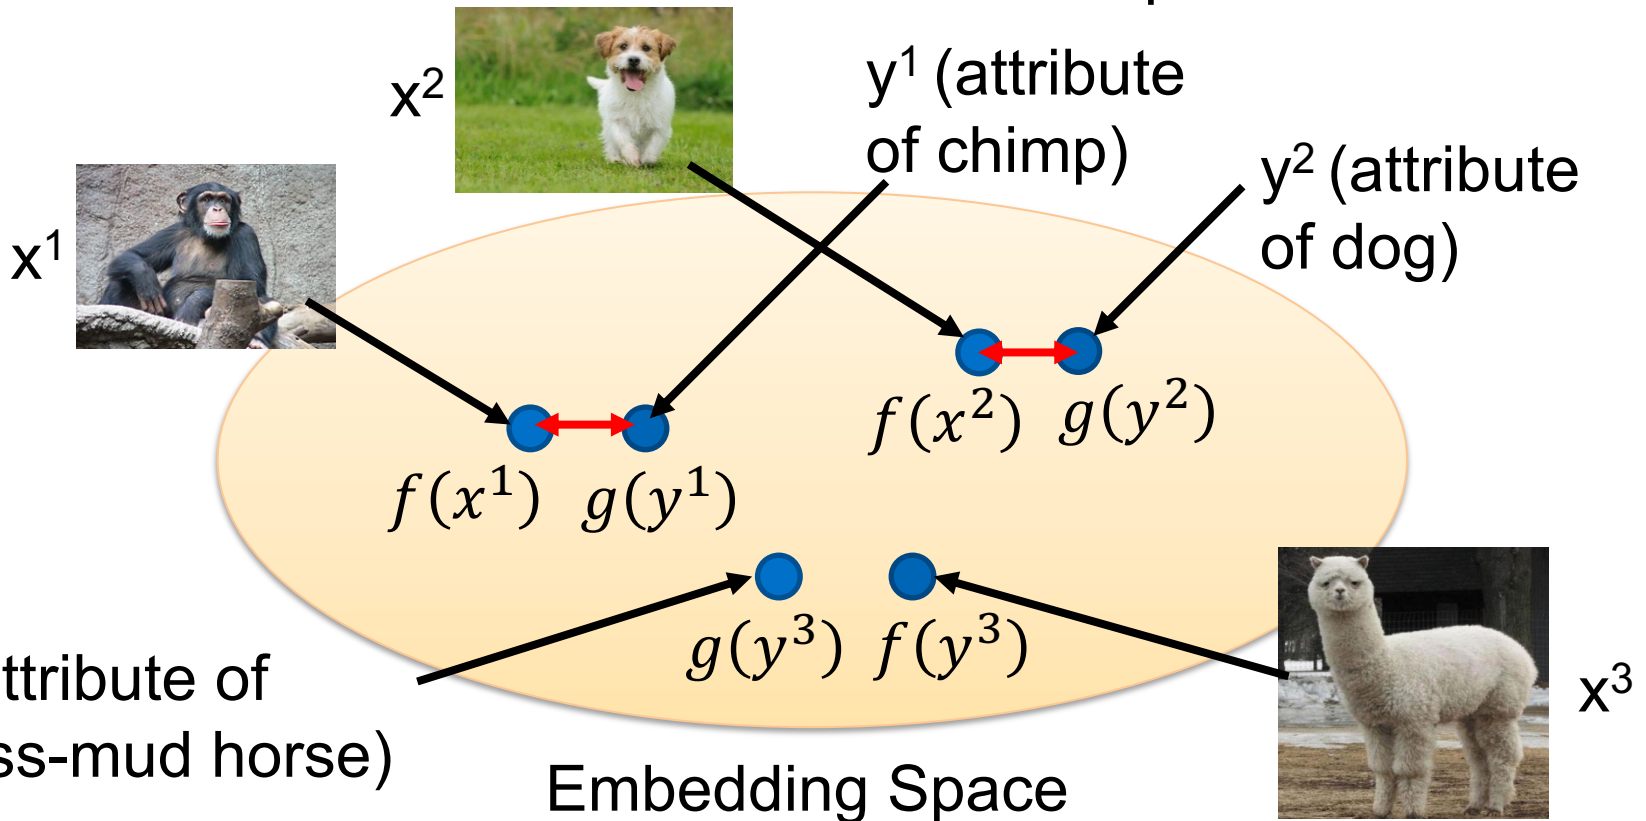 x²
y¹ (attribute
of chimp)
y² (attribute
of dog)
x¹
f(x²) g(y²)
f(x¹) g(y¹)
g(y³) f(y³)
ttribute of
ss-mud horse)
x³
Embedding Space